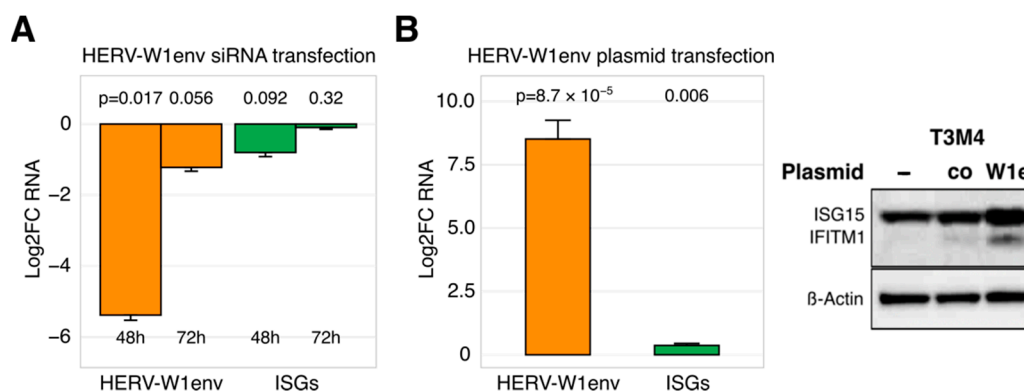 A
HERV-W1env siRNA transfection
p=0.017 0.056 0.092 0.32
0
−2
−4
−6
Log2FC RNA
48h 72h 48h 72h
HERV-W1env ISGs
B
HERV-W1env plasmid transfection
p=8.7 × 10⁻⁵ 0.006
10.0
7.5
5.0
2.5
0
Log2FC RNA
HERV-W1env ISGs
T3M4
Plasmid – co W1e
ISG15
IFITM1
ß-Actin